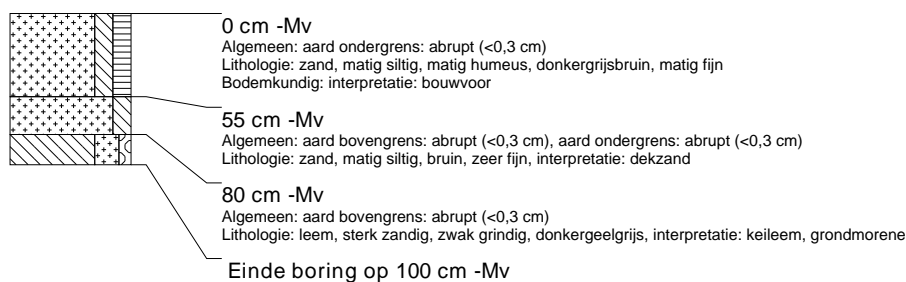 0 cm -Mv
Algemeen: aard ondergrens: abrupt (<0,3 cm)
Lithologie: zand, matig siltig, matig humeus, donkergrijsbruin, matig fijn
Bodemkundig: interpretatie: bouwvoor
55 cm -Mv
Algemeen: aard bovengrens: abrupt (<0,3 cm), aard ondergrens: abrupt (<0,3 cm)
Lithologie: zand, matig siltig, bruin, zeer fijn, interpretatie: dekzand
80 cm -Mv
Algemeen: aard bovengrens: abrupt (<0,3 cm)
Lithologie: leem, sterk zandig, zwak grindig, donkergeelgrijs, interpretatie: keileem, grondmorene
Einde boring op 100 cm -Mv